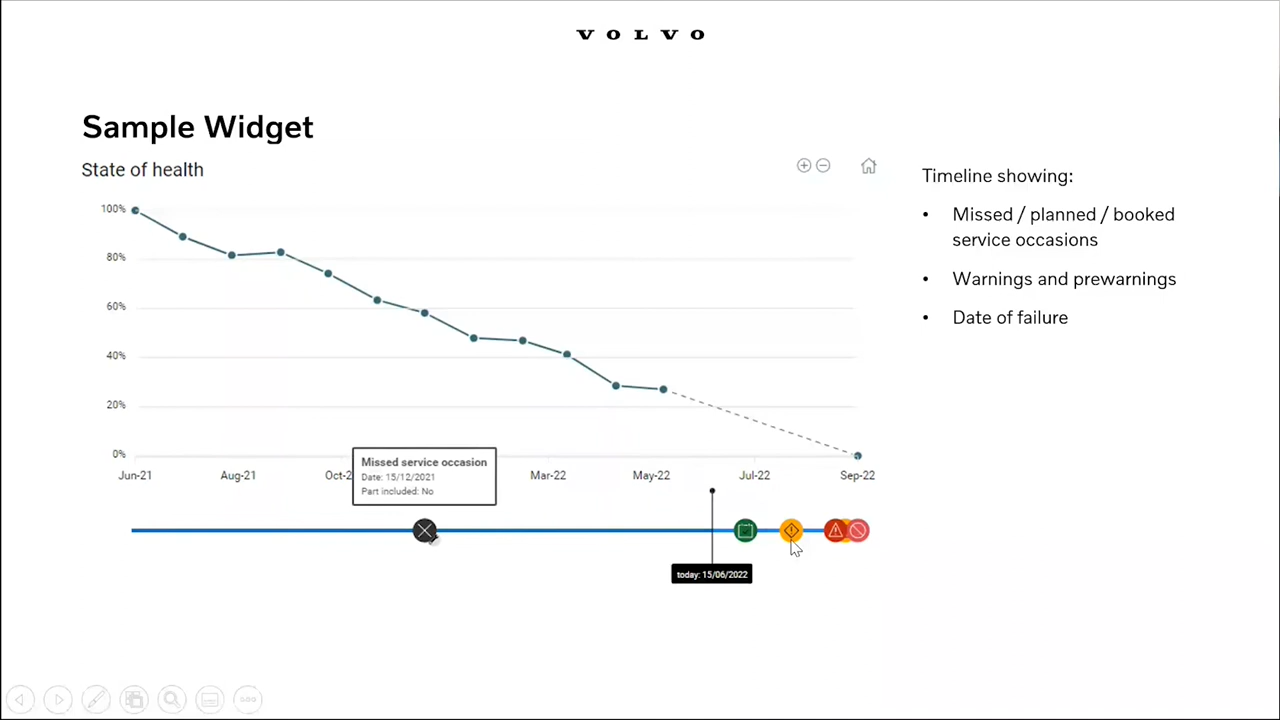 VOLVO
Sample Widget
State of health
Timeline showing:
• Missed / planned / booked
service occasions
• Warnings and prewarnings
• Date of failure
100%
80%
60%
40%
20%
0%
Jun-21
Aug-21
Oct-2
Mar-22
May-22
Jul-22
Sep-22
Missed service occasion
Date: 15/12/2021
Part included: No
today: 15/06/2022